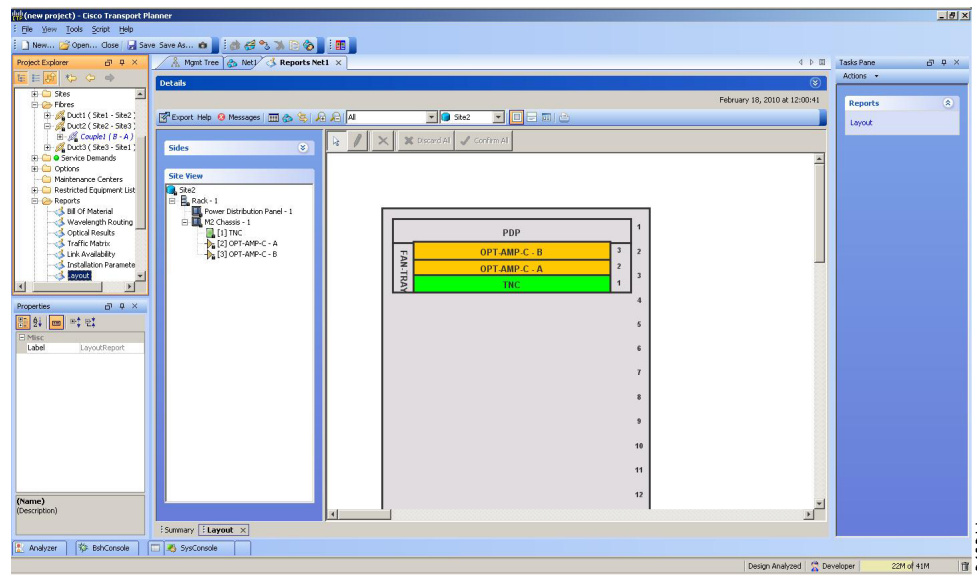 (new project) - Cisco Transport Planner
File View Tools Script Help
New... Open... Close Save Save As...
Project Explorer
Mgmt Tree Net1 Reports Net1
Tasks Pane
Actions
Details
February 18, 2010 at 12:00:41
Reports
Layout
Sites
Fibres
Duct1 ( Site1 - Site2 )
Duct2 ( Site2 - Site3 )
Couple1 ( B - A )
Duct3 ( Site3 - Site1 )
Service Demands
Options
Maintenance Centers
Restricted Equipment List
Reports
Bill Of Material
Wavelength Routing
Optical Results
Traffic Matrix
Link Availability
Installation Paramete
Layout
Export Help Messages All Site2
Discard All Confirm All
Sides
Site View
Site2
Rack - 1
Power Distribution Panel - 1
M2 Chassis - 1
[1] TNC
[2] OPT-AMP-C - A
[3] OPT-AMP-C - B
PDP 1
FAN-TRAY
OPT-AMP-C - B 3 2
OPT-AMP-C - A 2
3
TNC 1
4
5
6
7
8
9
10
11
12
Properties
Misc
Label LayoutReport
(Name)
(Description)
Summary Layout
Analyzer BshConsole SysConsole
Design Analyzed Developer 22M of 41M